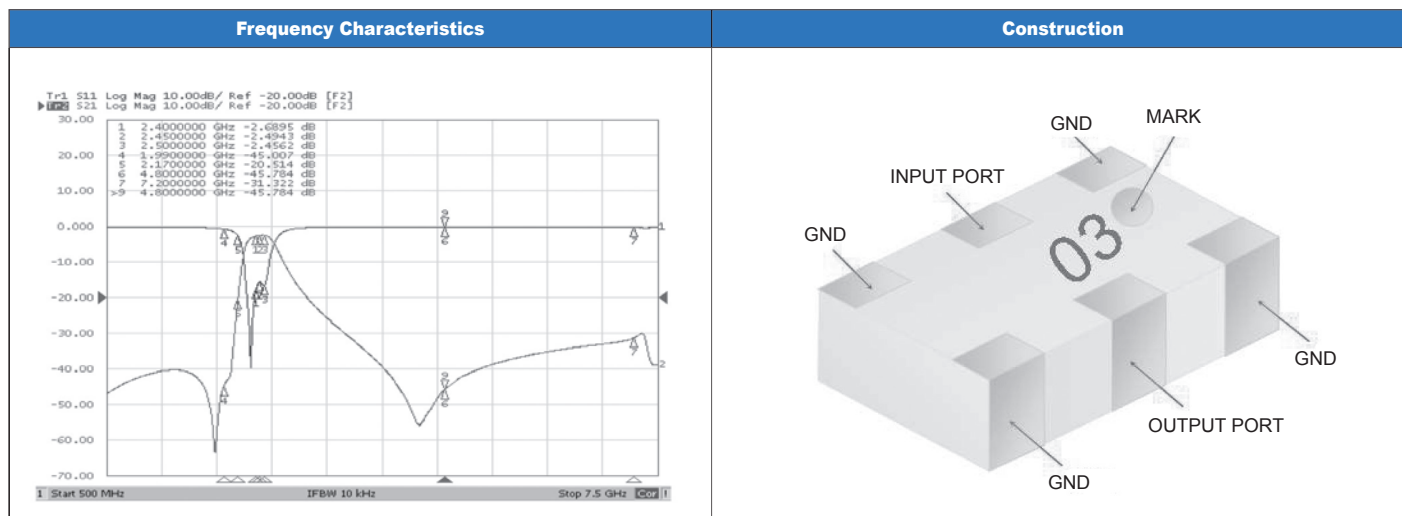 Frequency Characteristics
Construction
Tr1 S11 Log Mag 10.00dB/ Ref -20.00dB [F2]
Tr2 S21 Log Mag 10.00dB/ Ref -20.00dB [F2]
30.00
20.00
10.00
0.000
-10.00
-20.00
-30.00
-40.00
-50.00
-60.00
-70.00
1 2.4000000 GHz -2.6895 dB
2 2.4500000 GHz -2.4943 dB
3 2.5000000 GHz -2.4562 dB
4 1.9900000 GHz -45.007 dB
5 2.1700000 GHz -20.514 dB
6 4.8000000 GHz -45.784 dB
7 7.2000000 GHz -31.322 dB
>9 4.8000000 GHz -45.784 dB
1
2
1 Start 500 MHz IFBW 10 kHz Stop 7.5 GHz Cor !
GND
MARK
INPUT PORT
GND
03
GND
OUTPUT PORT
GND